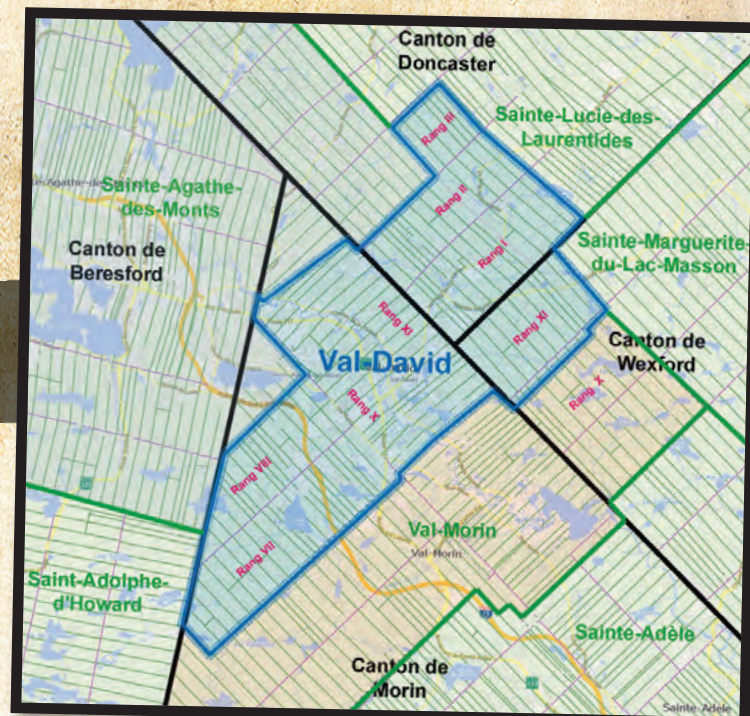 Canton de
Doncaster
Rang III
Sainte-Lucie-des-
Laurentides
Sainte-Agathe-
des-Monts
Rang II
Canton de
Beresford
Rang I
Sainte-Marguerite-
du-Lac-Masson
Rang XI
Rang XI
Canton de
Wexford
Val-David
Rang X
Rang X
Rang VIII
Val-Morin
Val-Morin
Rang VII
Saint-Adolphe-
d'Howard
Sainte-Adèle
Canton de
Morin
Sainte-Adèle